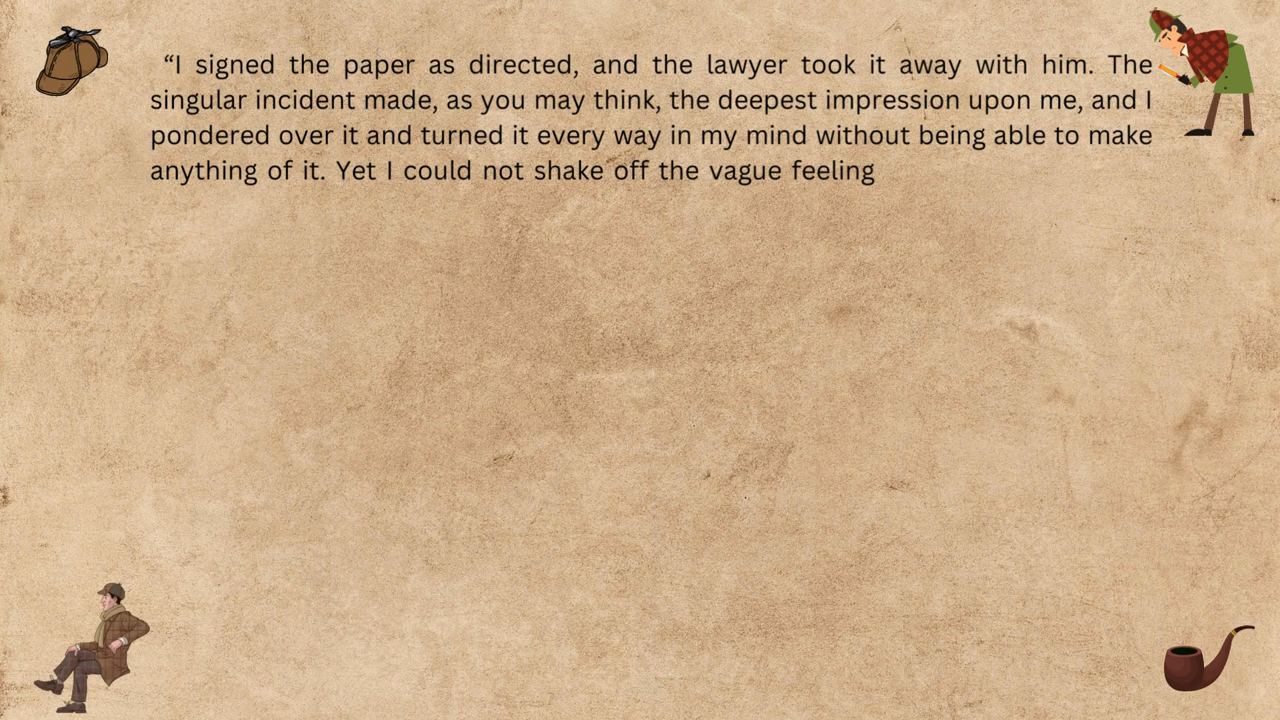 “I signed the paper as directed, and the lawyer took it away with him. The
singular incident made, as you may think, the deepest impression upon me, and I
pondered over it and turned it every way in my mind without being able to make
anything of it. Yet I could not shake off the vague feeling